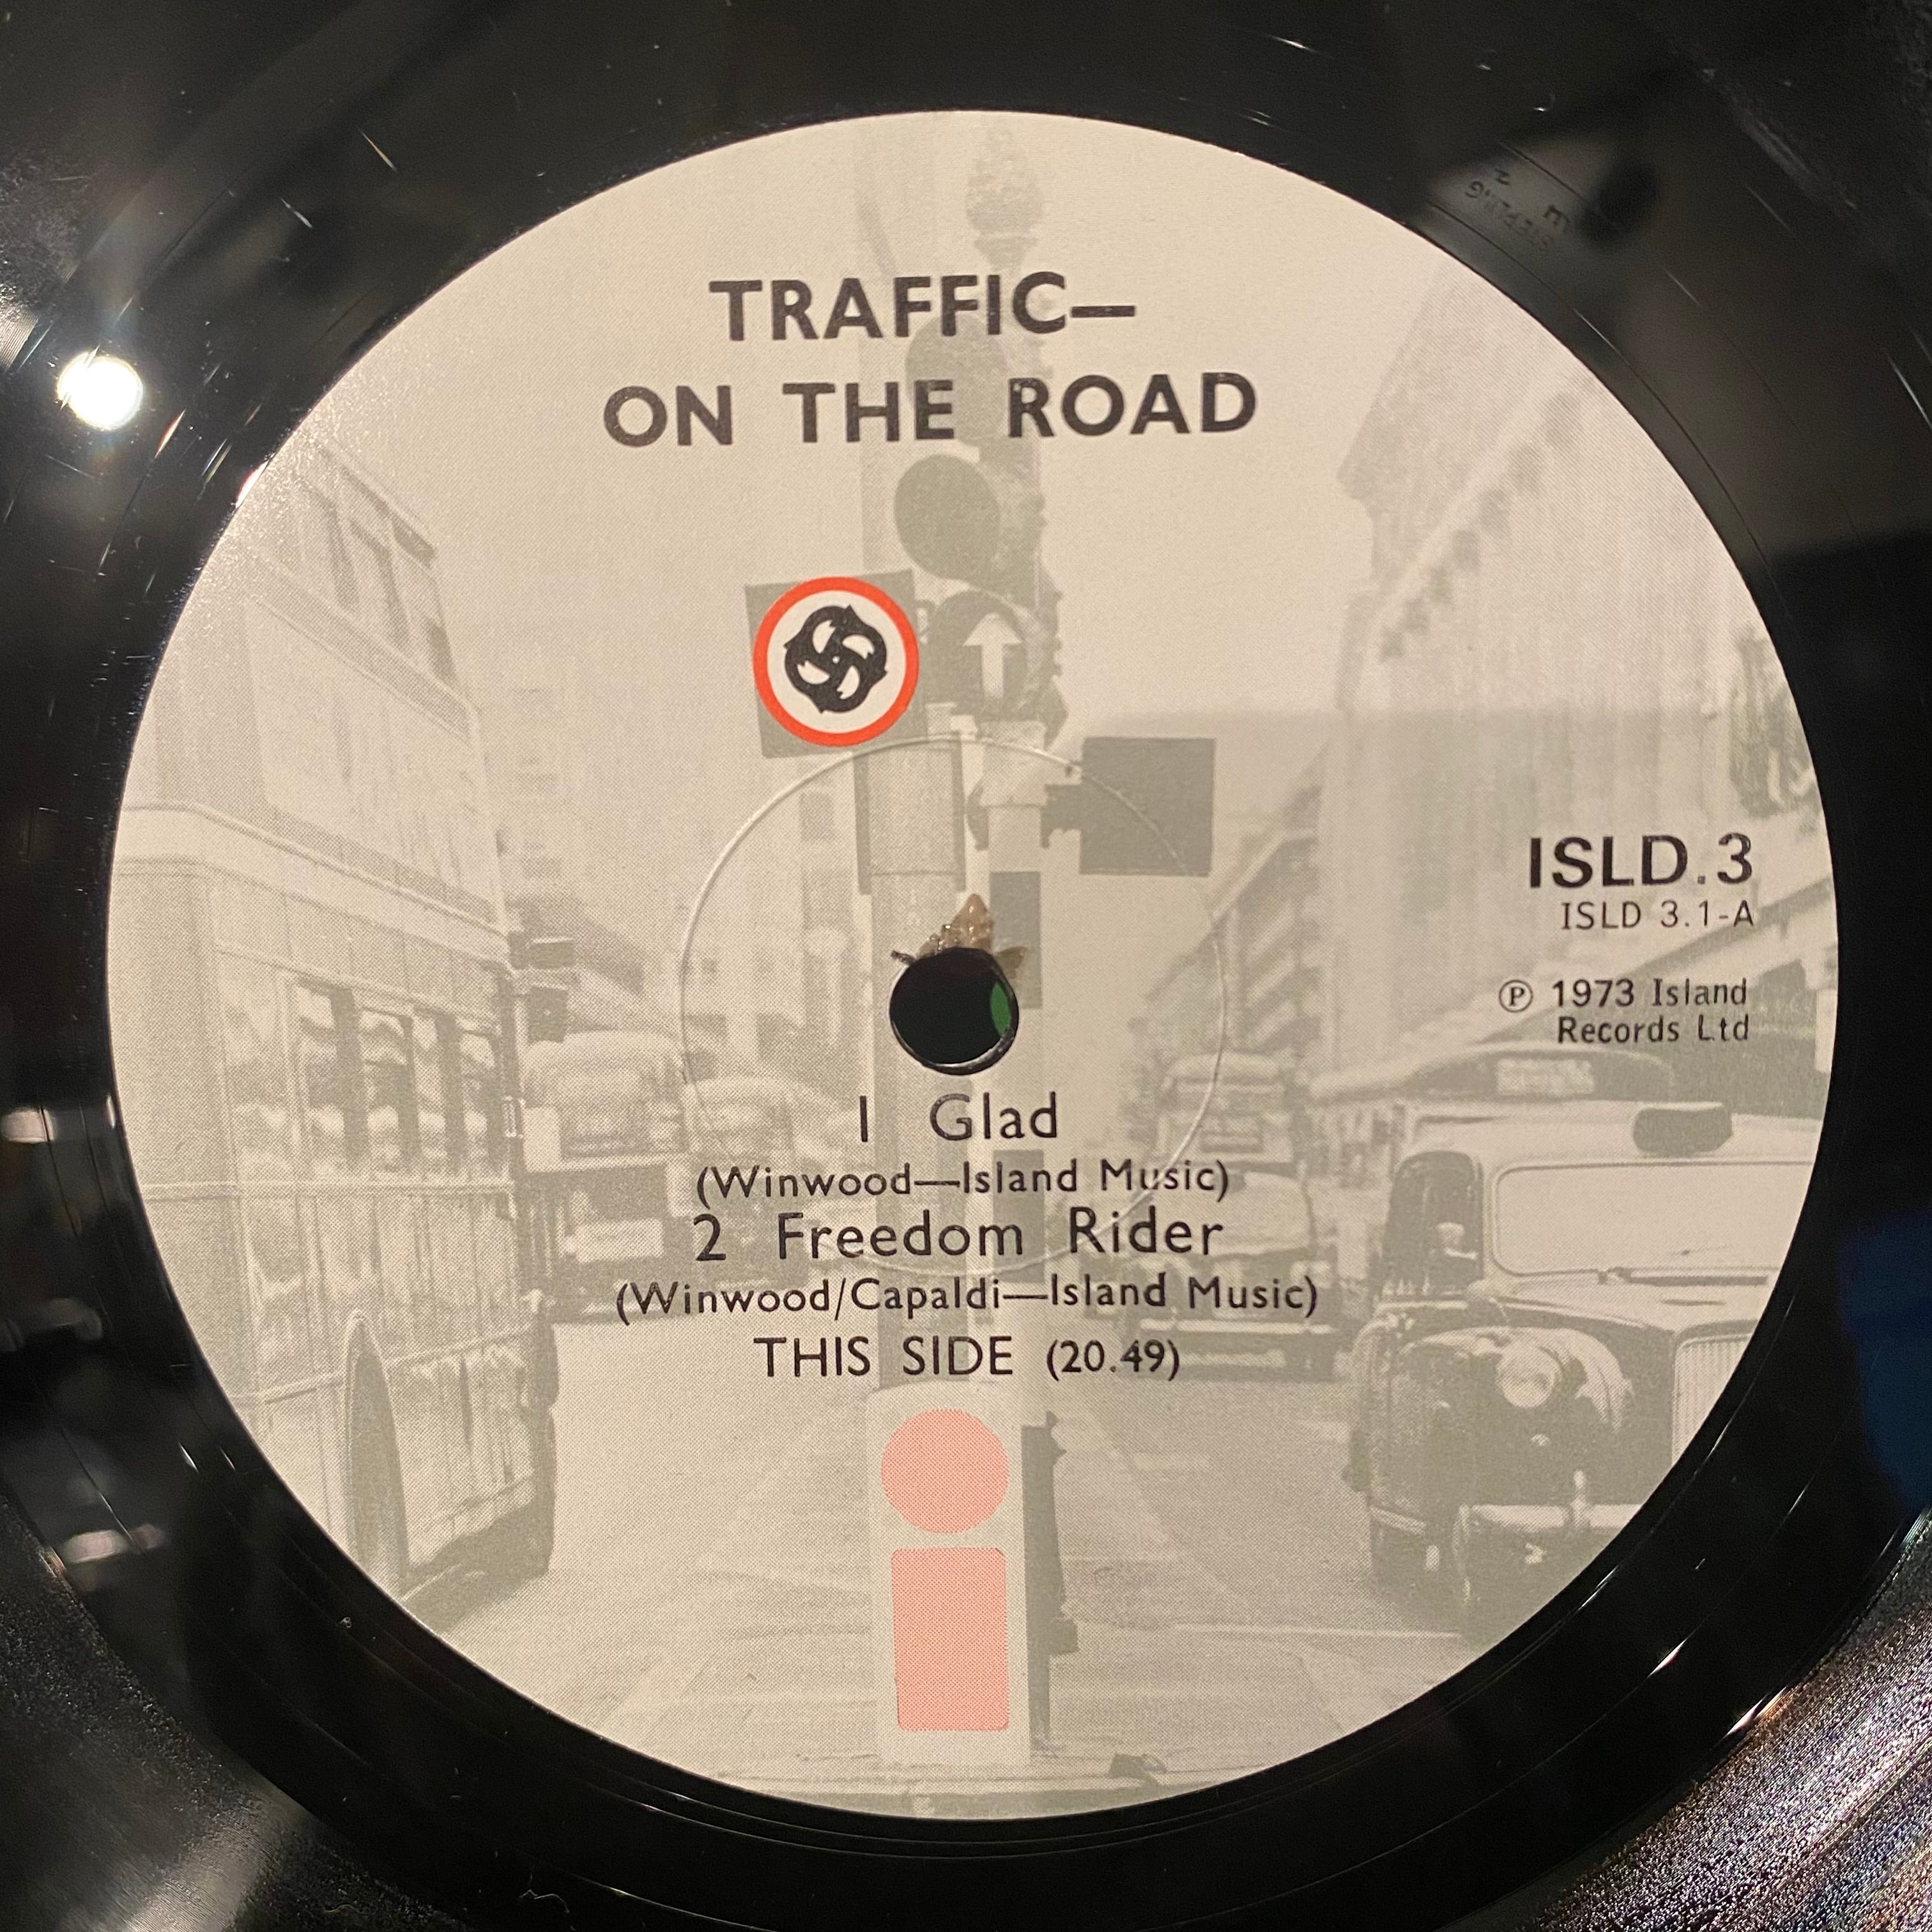 TRAFFIC—
ON THE ROAD
ISLD.3
ISLD 3.1-A
Ⓟ 1973 Island
Records Ltd
1 Glad
(Winwood—Island Music)
2 Freedom Rider
(Winwood/Capaldi—Island Music)
THIS SIDE (20.49)
STERLING